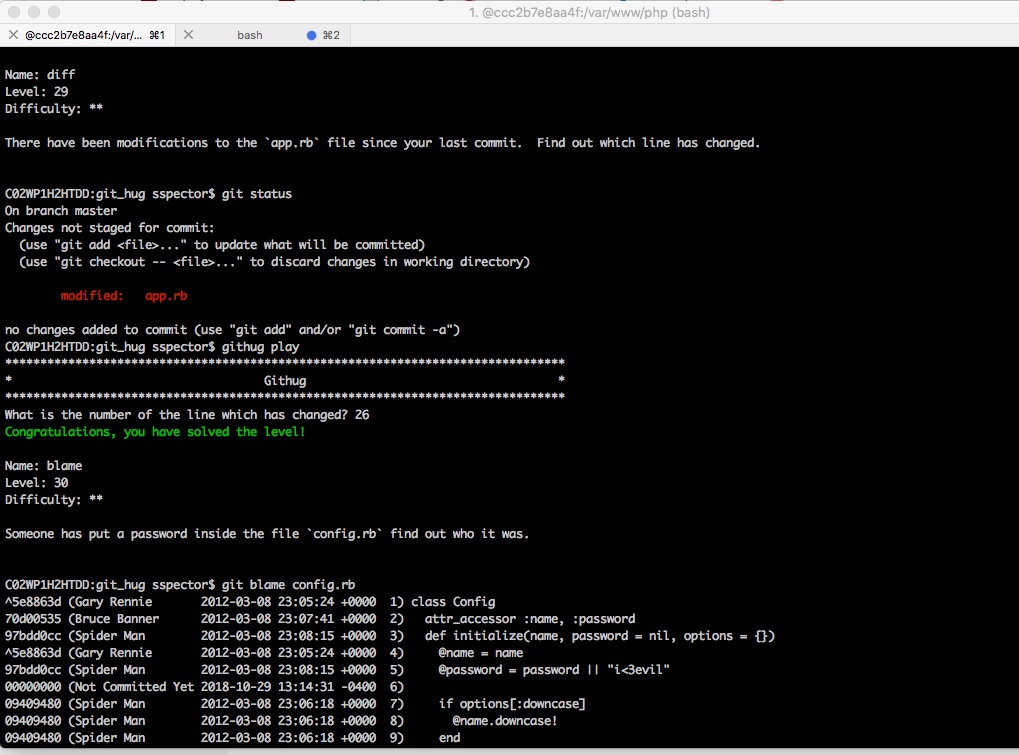 1. @ccc2b7e8aa4f:/var/www/php (bash)
@ccc2b7e8aa4f:/var/... ⌘1 bash ⌘2
Name: diff
Level: 29
Difficulty: **
There have been modifications to the `app.rb` file since your last commit.  Find out which line has changed.
C02WP1H2HTDD:git_hug sspector$ git status
On branch master
Changes not staged for commit:
  (use "git add <file>..." to update what will be committed)
  (use "git checkout -- <file>..." to discard changes in working directory)
        modified:   app.rb
no changes added to commit (use "git add" and/or "git commit -a")
C02WP1H2HTDD:git_hug sspector$ githug play
********************************************************************************
*                                    Githug                                    *
********************************************************************************
What is the number of the line which has changed? 26
Congratulations, you have solved the level!
Name: blame
Level: 30
Difficulty: **
Someone has put a password inside the file `config.rb` find out who it was.
C02WP1H2HTDD:git_hug sspector$ git blame config.rb
^5e8863d (Gary Rennie       2012-03-08 23:05:24 +0000  1) class Config
70d00535 (Bruce Banner      2012-03-08 23:07:41 +0000  2)   attr_accessor :name, :password
97bdd0cc (Spider Man        2012-03-08 23:08:15 +0000  3)   def initialize(name, password = nil, options = {})
^5e8863d (Gary Rennie       2012-03-08 23:05:24 +0000  4)     @name = name
97bdd0cc (Spider Man        2012-03-08 23:08:15 +0000  5)     @password = password || "i<3evil"
00000000 (Not Committed Yet 2018-10-29 13:14:31 -0400  6)
09409480 (Spider Man        2012-03-08 23:06:18 +0000  7)     if options[:downcase]
09409480 (Spider Man        2012-03-08 23:06:18 +0000  8)       @name.downcase!
09409480 (Spider Man        2012-03-08 23:06:18 +0000  9)     end